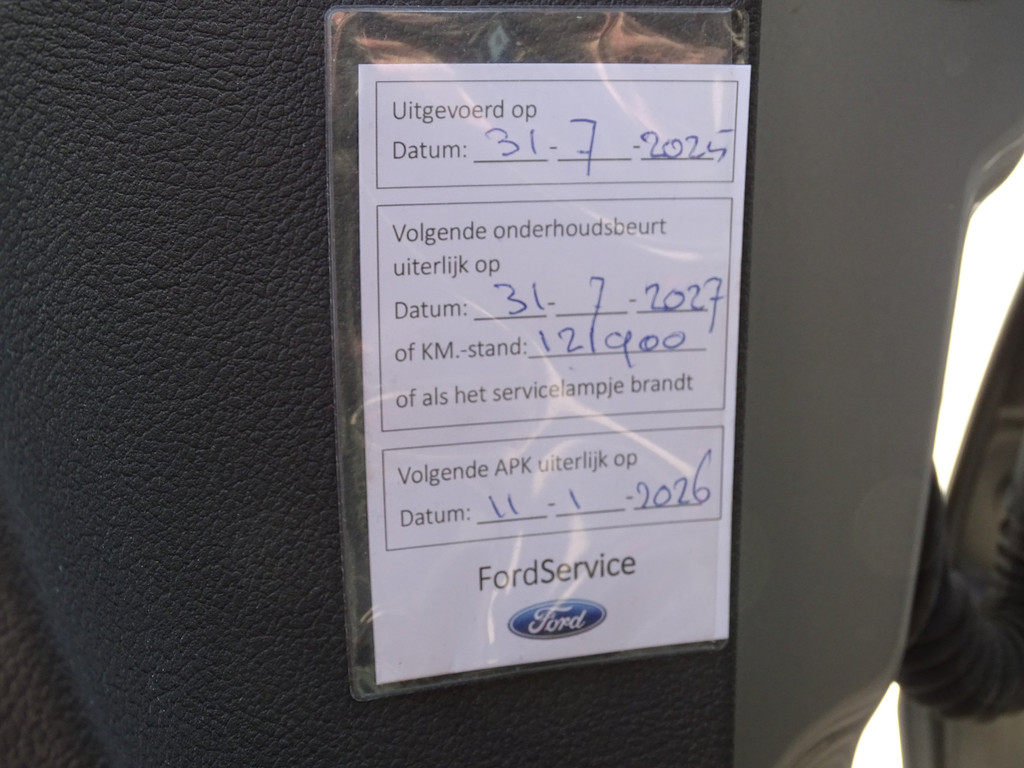 Uitgevoerd op
Datum: 31 - 7 - 2025
Volgende onderhoudsbeurt
uiterlijk op
Datum: 31 - 7 - 2027
of KM.-stand: 121900
of als het servicelampje brandt
Volgende APK uiterlijk op
Datum: 11 - 1 - 2026
FordService
Ford